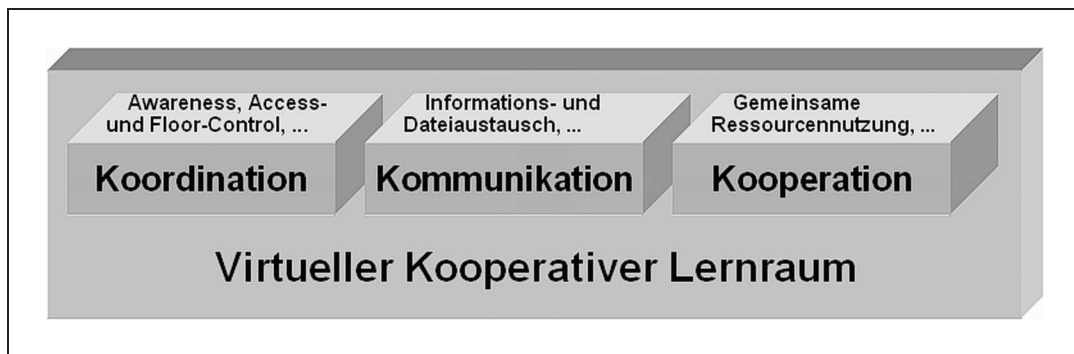 Awareness, Access-
und Floor-Control, ...
Koordination
Informations- und
Dateiaustausch, ...
Kommunikation
Gemeinsame
Ressourcennutzung, ...
Kooperation
Virtueller Kooperativer Lernraum